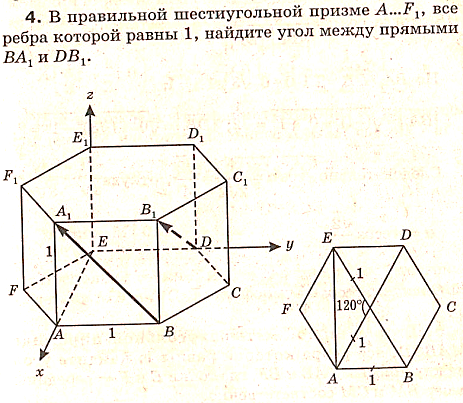 4. В правильной шестиугольной призме A...F₁, все
ребра которой равны 1, найдите угол между прямыми
BA₁ и DB₁.
z
E₁
D₁
F₁
C₁
A₁
B₁
1
E
D
y
F
C
A
1
B
x
E
D
1
F
120°
C
1
A
1
B